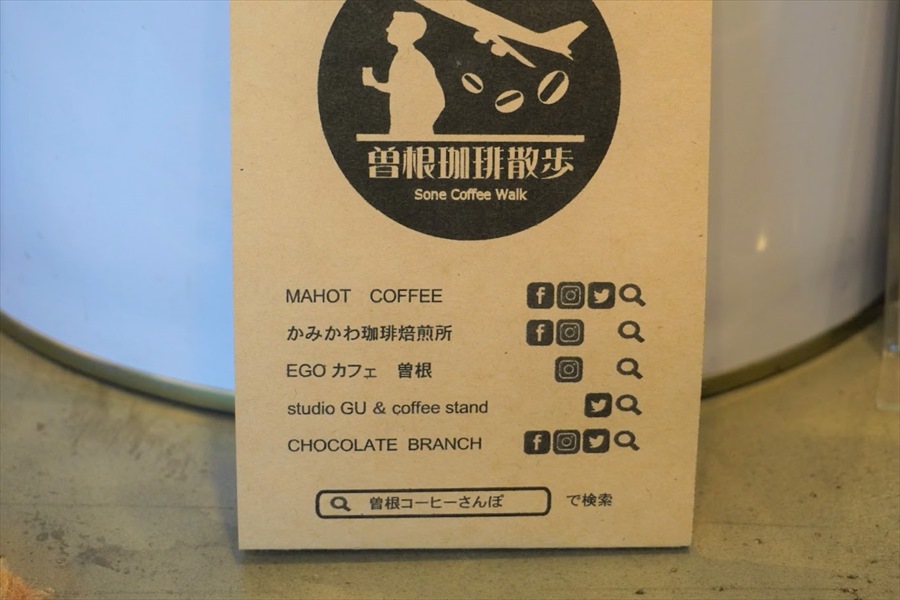 曽根珈琲散歩
Sone Coffee Walk
MAHOT COFFEE
かみかわ珈琲焙煎所
EGO カフェ 曽根
studio GU & coffee stand
CHOCOLATE BRANCH
曽根コーヒーさんぽ で検索